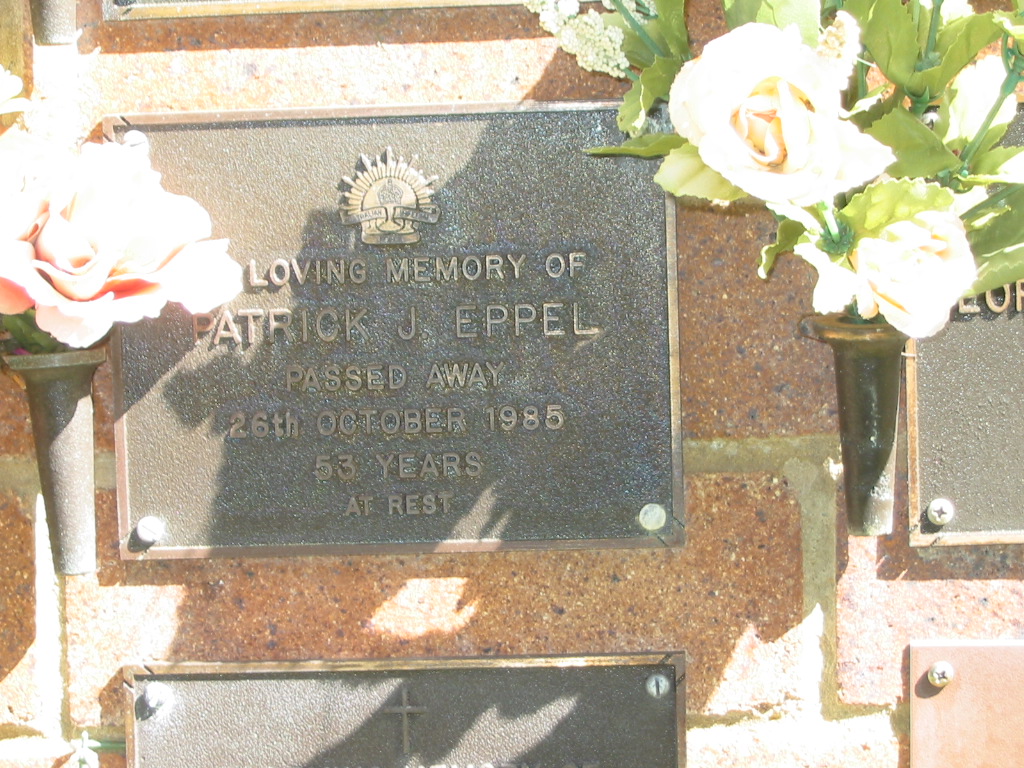 LOVING MEMORY OF
PATRICK J. EPPEL
PASSED AWAY
26th OCTOBER 1985
53 YEARS
AT REST